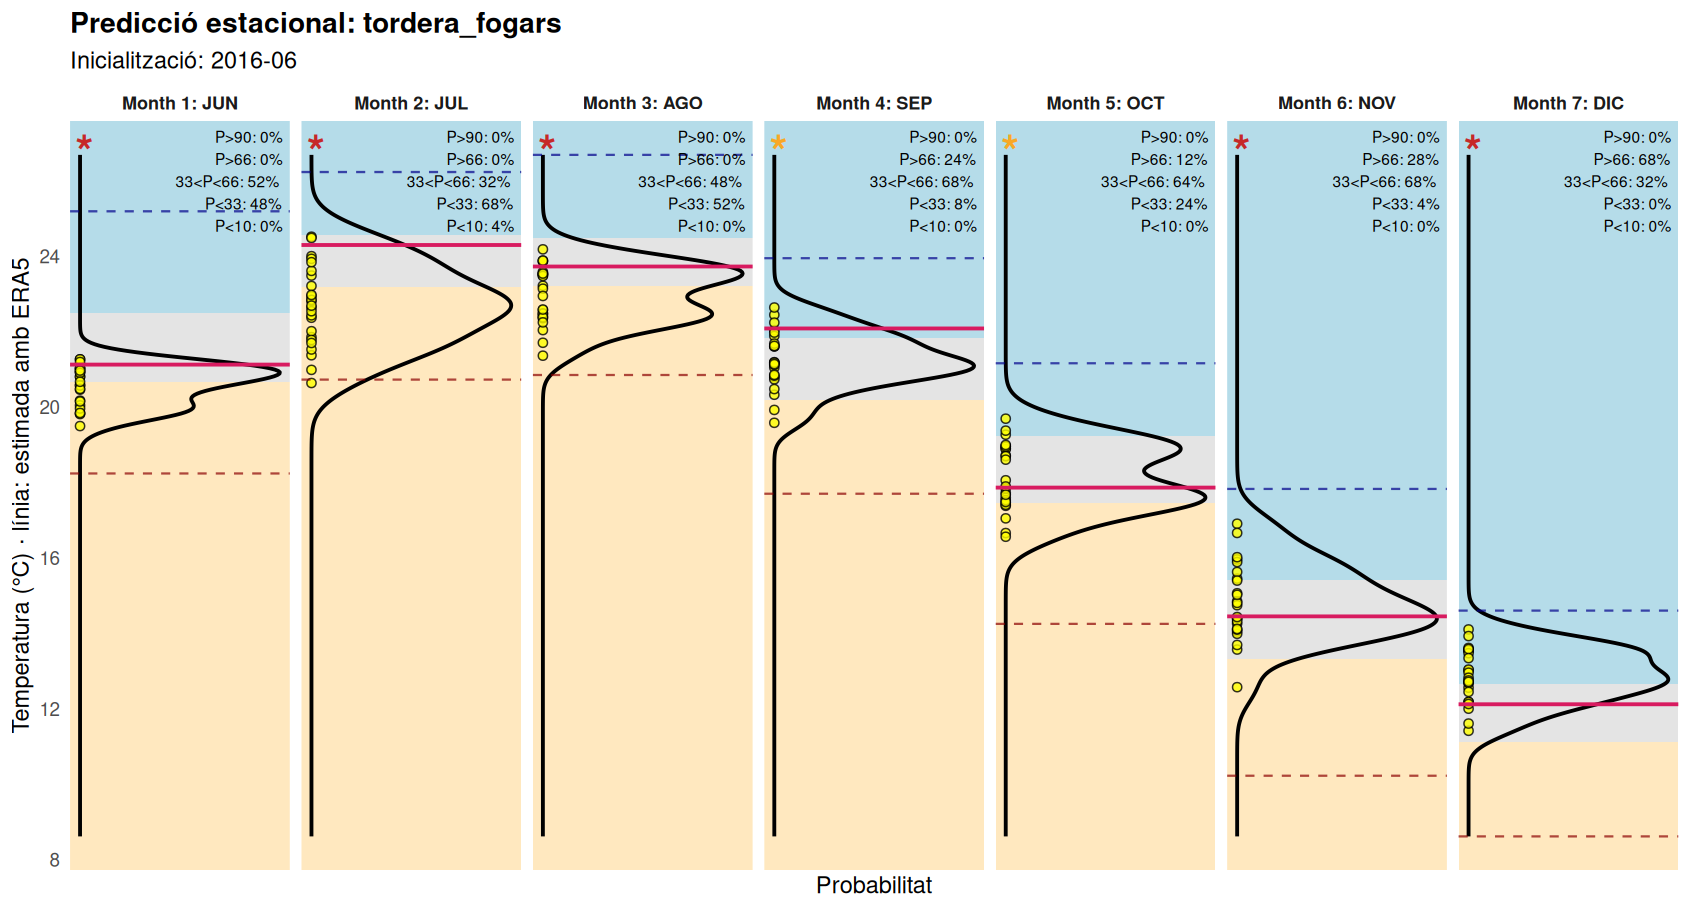 Predicció estacional: tordera_fogars
Inicialització: 2016-06
Month 1: JUN
Month 2: JUL
Month 3: AGO
Month 4: SEP
Month 5: OCT
Month 6: NOV
Month 7: DIC
P>90: 0%
P>66: 0%
33<P<66: 52%
P<33: 48%
P<10: 0%
P>90: 0%
P>66: 0%
33<P<66: 32%
P<33: 68%
P<10: 4%
P>90: 0%
P>66: 0%
33<P<66: 48%
P<33: 52%
P<10: 0%
P>90: 0%
P>66: 24%
33<P<66: 68%
P<33: 8%
P<10: 0%
P>90: 0%
P>66: 12%
33<P<66: 64%
P<33: 24%
P<10: 0%
P>90: 0%
P>66: 28%
33<P<66: 68%
P<33: 4%
P<10: 0%
P>90: 0%
P>66: 68%
33<P<66: 32%
P<33: 0%
P<10: 0%
Temperatura (°C) · línia: estimada amb ERA5
24
20
16
12
8
Probabilitat